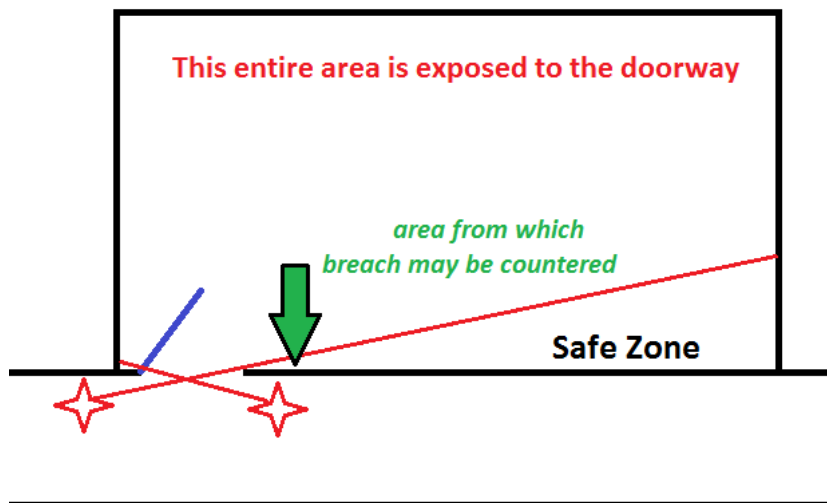 This entire area is exposed to the doorway
area from which
breach may be countered
Safe Zone